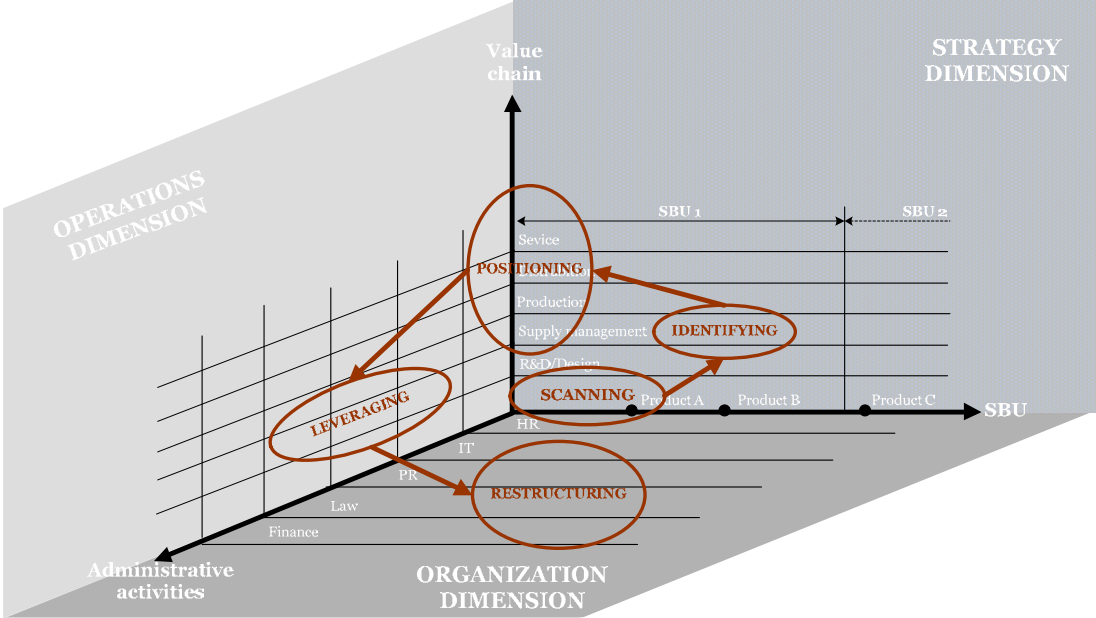 Value
chain
STRATEGY
DIMENSION
OPERATIONS
DIMENSION
SBU 1
SBU 2
Sevice
POSITIONING
Production
Supply management
IDENTIFYING
R&D/Design
SCANNING
Product A
Product B
Product C
SBU
LEVERAGING
HR
IT
PR
RESTRUCTURING
Law
Finance
Administrative
activities
ORGANIZATION
DIMENSION